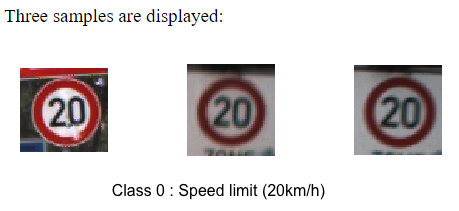 Three samples are displayed:
20 20 20
Class 0 : Speed limit (20km/h)